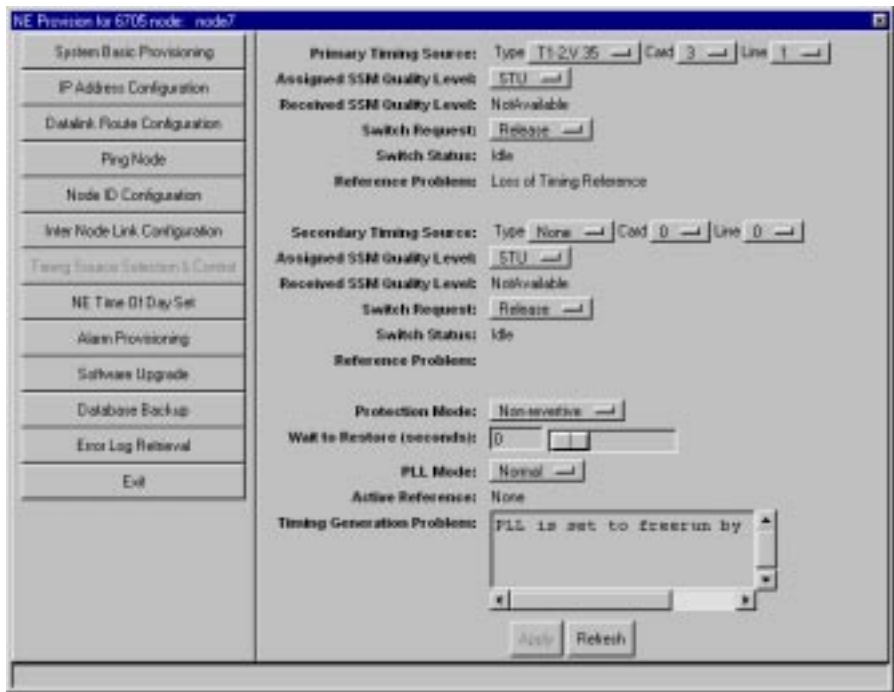 NE Provision for 6705 node: node7
System Basic Provisioning
IP Address Configuration
Datalink Route Configuration
Ping Node
Node ID Configuration
Inter Node Link Configuration
Timing Source Selection & Control
NE Time Of Day Set
Alarm Provisioning
Software Upgrade
Database Backup
Error Log Retrieval
Exit
Primary Timing Source: Type T1-2,V.35 Card 3 Line 1
Assigned SSM Quality Level: STU
Received SSM Quality Level: NotAvailable
Switch Request: Release
Switch Status: Idle
Reference Problem: Loss of Timing Reference
Secondary Timing Source: Type None Card 0 Line 0
Assigned SSM Quality Level: STU
Received SSM Quality Level: NotAvailable
Switch Request: Release
Switch Status: Idle
Reference Problem:
Protection Mode: Non-revertive
Wait to Restore (seconds): 0
PLL Mode: Normal
Active Reference: None
Timing Generation Problem: PLL is set to freerun by
Apply Refresh